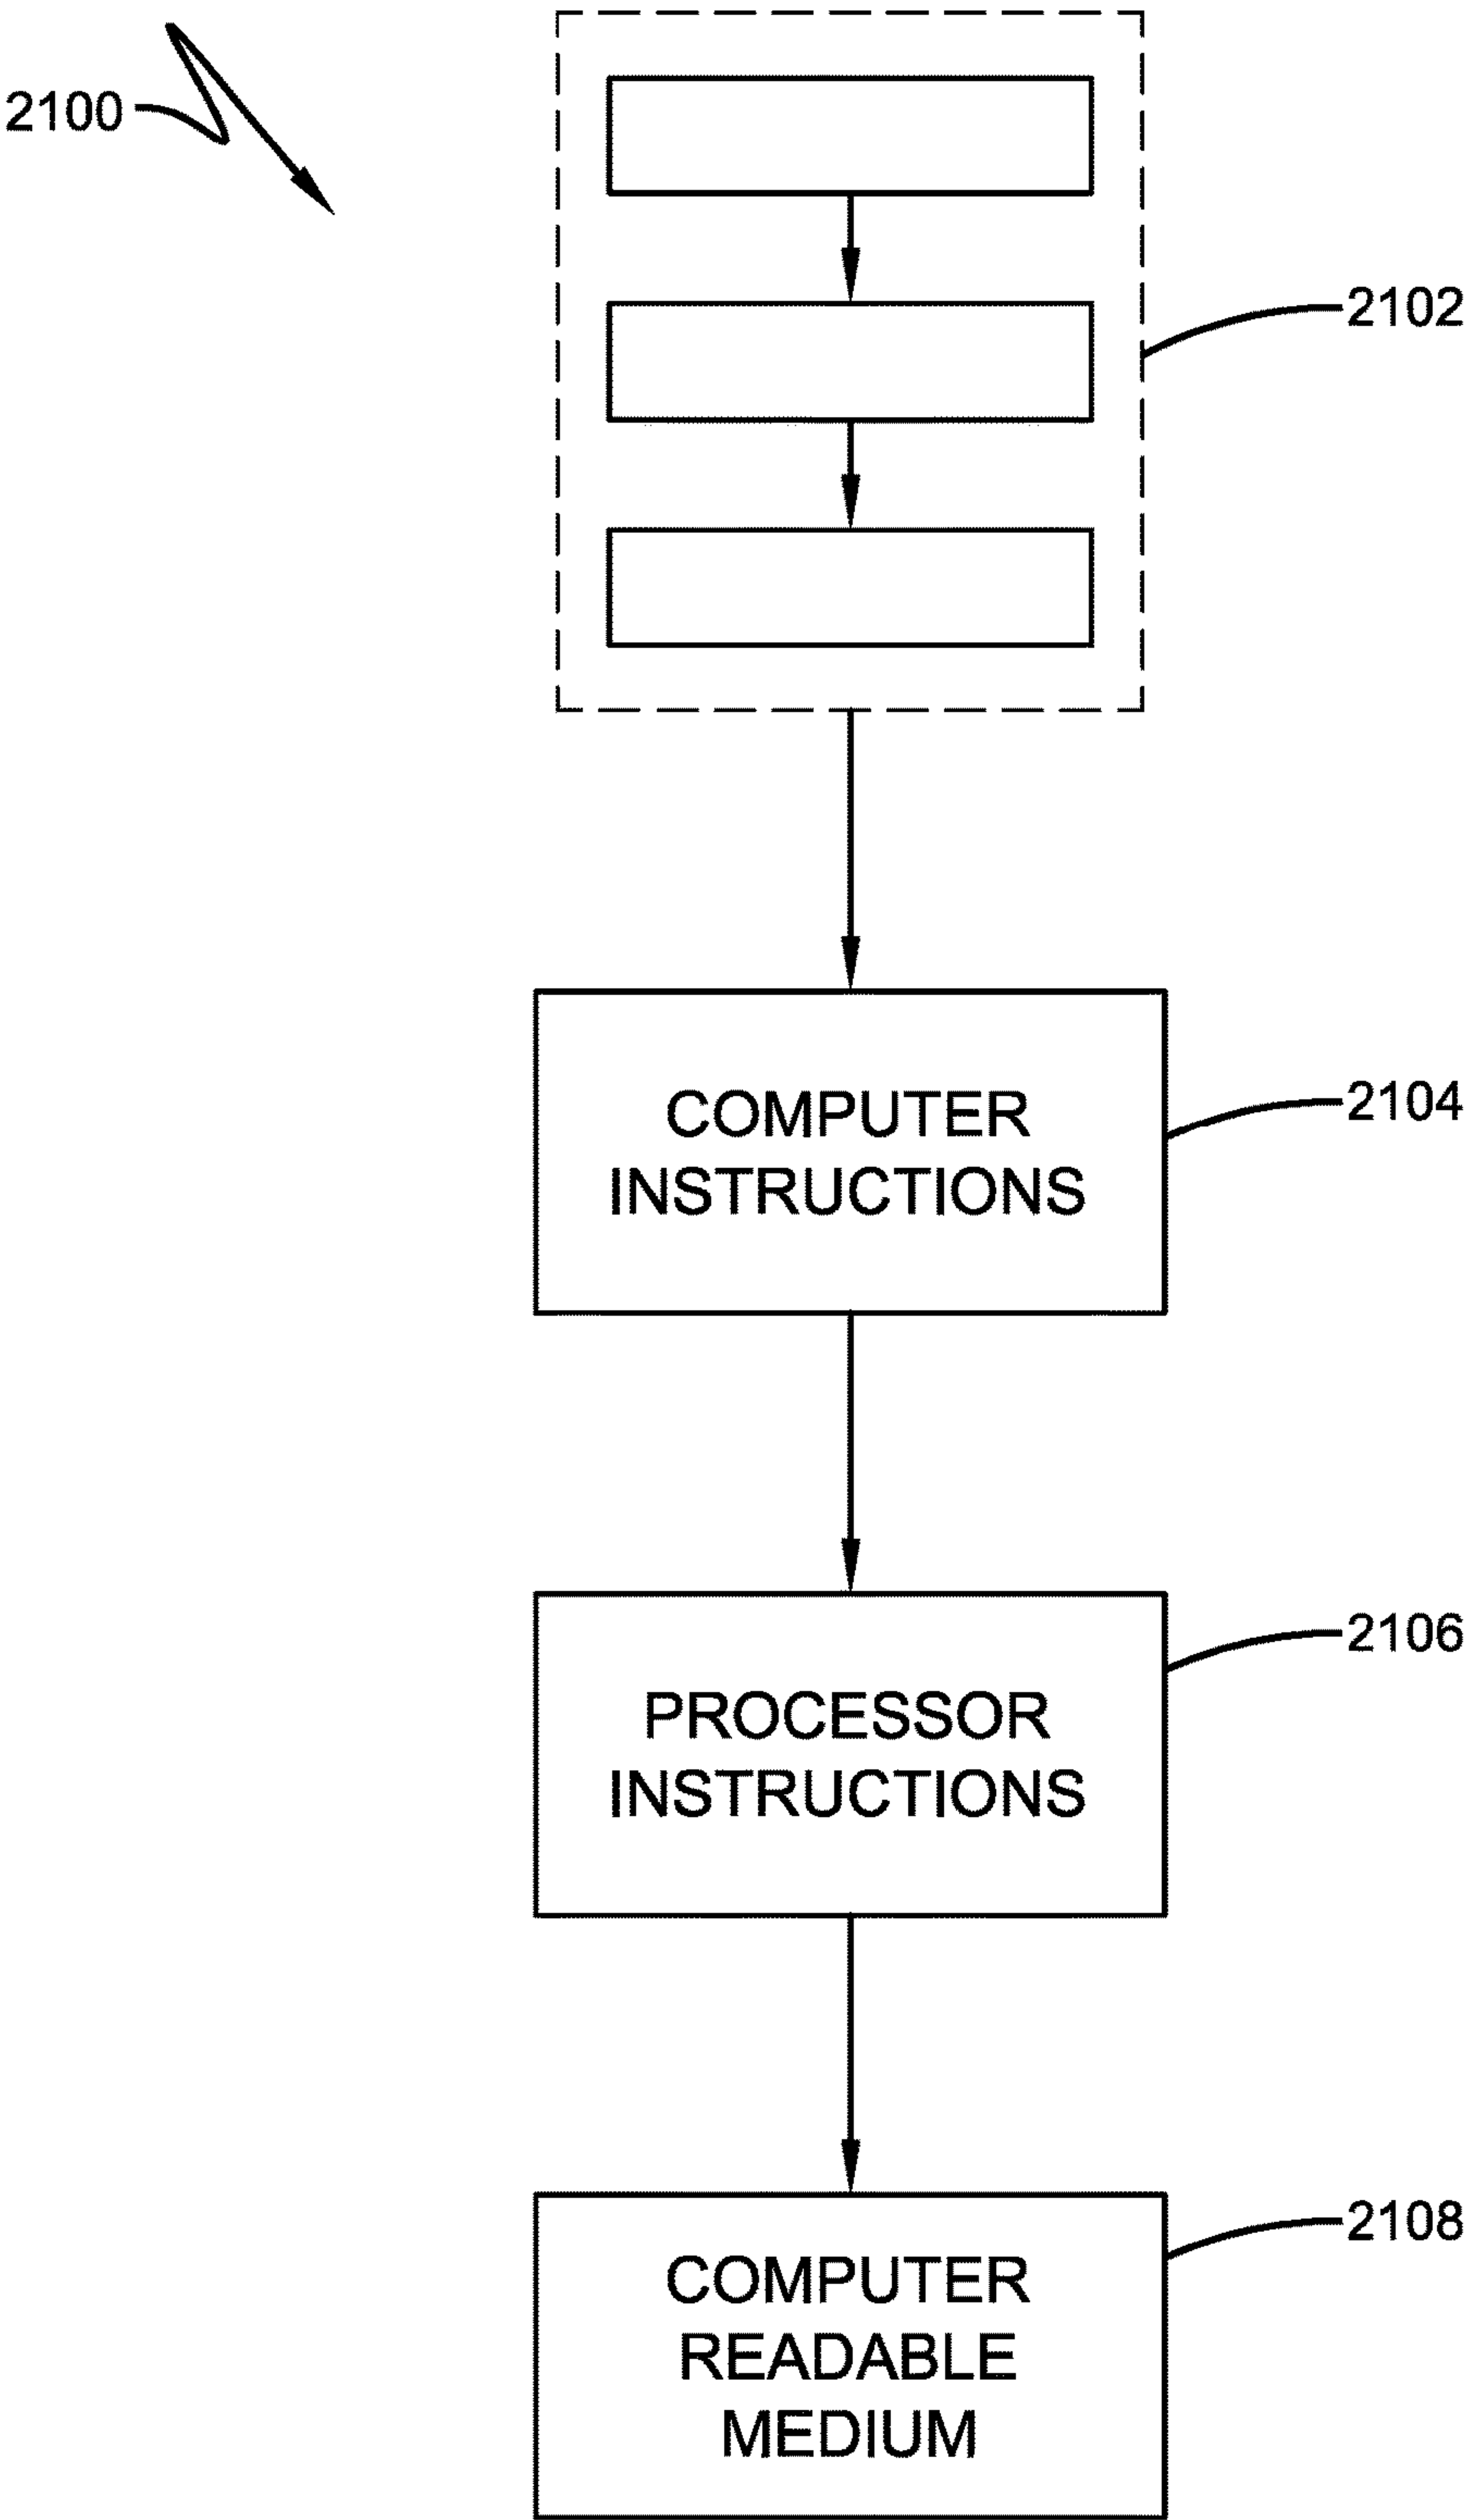 2100
2102
COMPUTER
INSTRUCTIONS
2104
PROCESSOR
INSTRUCTIONS
2106
COMPUTER
READABLE
MEDIUM
2108